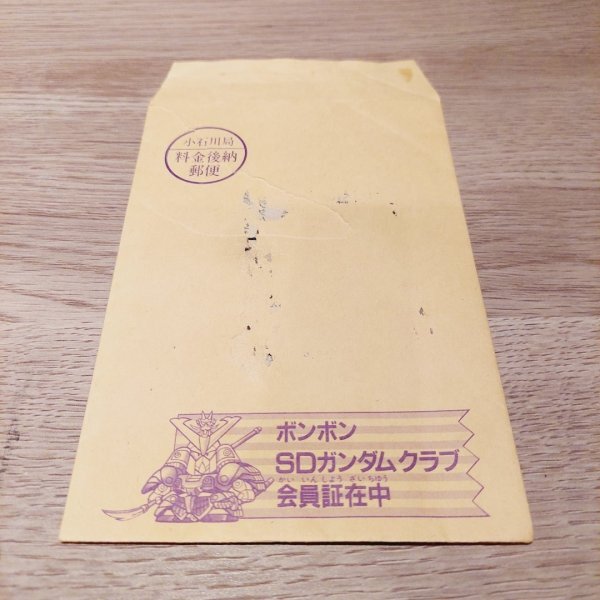 小石川局
料金後納
郵便
ボンボン
SDガンダムクラブ
かいいんしょうざいちゅう
会員証在中